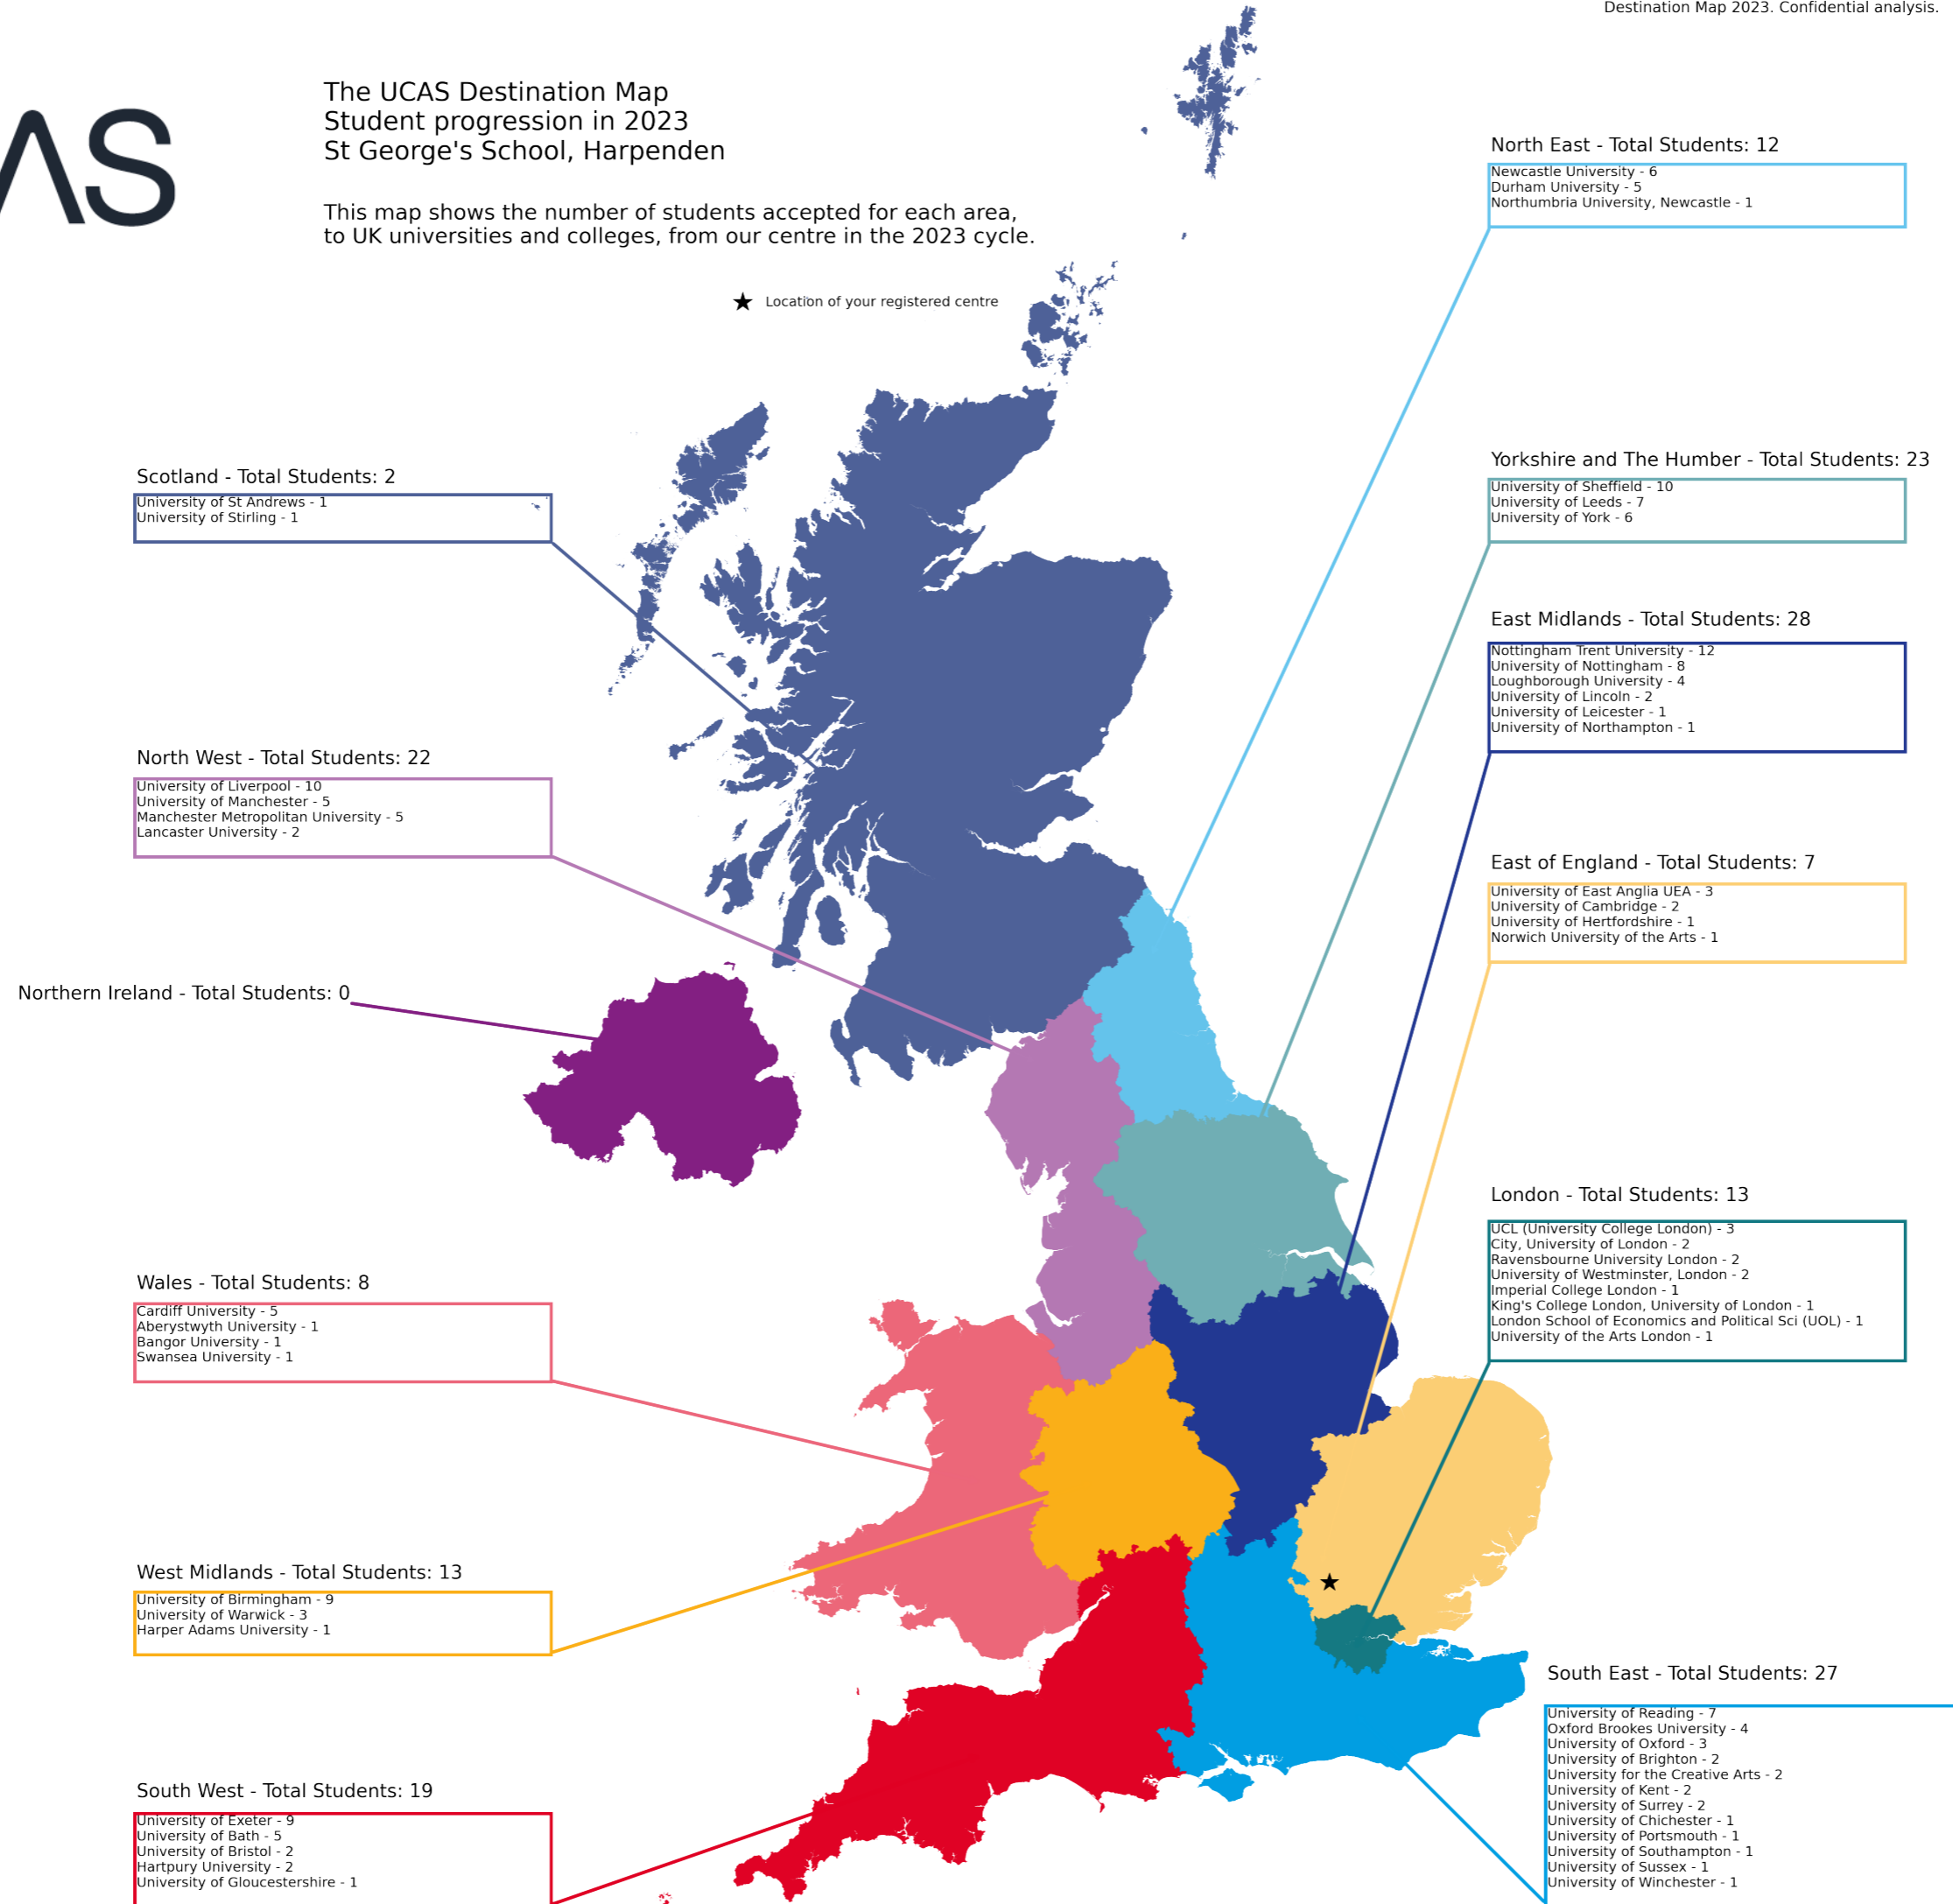 Destination Map 2023. Confidential analysis.
AS
The UCAS Destination Map
Student progression in 2023
St George's School, Harpenden
This map shows the number of students accepted for each area,
to UK universities and colleges, from our centre in the 2023 cycle.
Location of your registered centre
North East - Total Students: 12
Newcastle University - 6
Durham University - 5
Northumbria University, Newcastle - 1
Scotland - Total Students: 2
University of St Andrews - 1
University of Stirling - 1
Yorkshire and The Humber - Total Students: 23
University of Sheffield - 10
University of Leeds - 7
University of York - 6
East Midlands - Total Students: 28
Nottingham Trent University - 12
University of Nottingham - 8
Loughborough University - 4
University of Lincoln - 2
University of Leicester - 1
University of Northampton - 1
North West - Total Students: 22
University of Liverpool - 10
University of Manchester - 5
Manchester Metropolitan University - 5
Lancaster University - 2
East of England - Total Students: 7
University of East Anglia UEA - 3
University of Cambridge - 2
University of Hertfordshire - 1
Norwich University of the Arts - 1
Northern Ireland - Total Students: 0
London - Total Students: 13
UCL (University College London) - 3
City, University of London - 2
Ravensbourne University London - 2
University of Westminster, London - 2
Imperial College London - 1
King's College London, University of London - 1
London School of Economics and Political Sci (UOL) - 1
University of the Arts London - 1
Wales - Total Students: 8
Cardiff University - 5
Aberystwyth University - 1
Bangor University - 1
Swansea University - 1
West Midlands - Total Students: 13
University of Birmingham - 9
University of Warwick - 3
Harper Adams University - 1
South East - Total Students: 27
University of Reading - 7
Oxford Brookes University - 4
University of Oxford - 3
University of Brighton - 2
University for the Creative Arts - 2
University of Kent - 2
University of Surrey - 2
University of Chichester - 1
University of Portsmouth - 1
University of Southampton - 1
University of Sussex - 1
University of Winchester - 1
South West - Total Students: 19
University of Exeter - 9
University of Bath - 5
University of Bristol - 2
Hartpury University - 2
University of Gloucestershire - 1